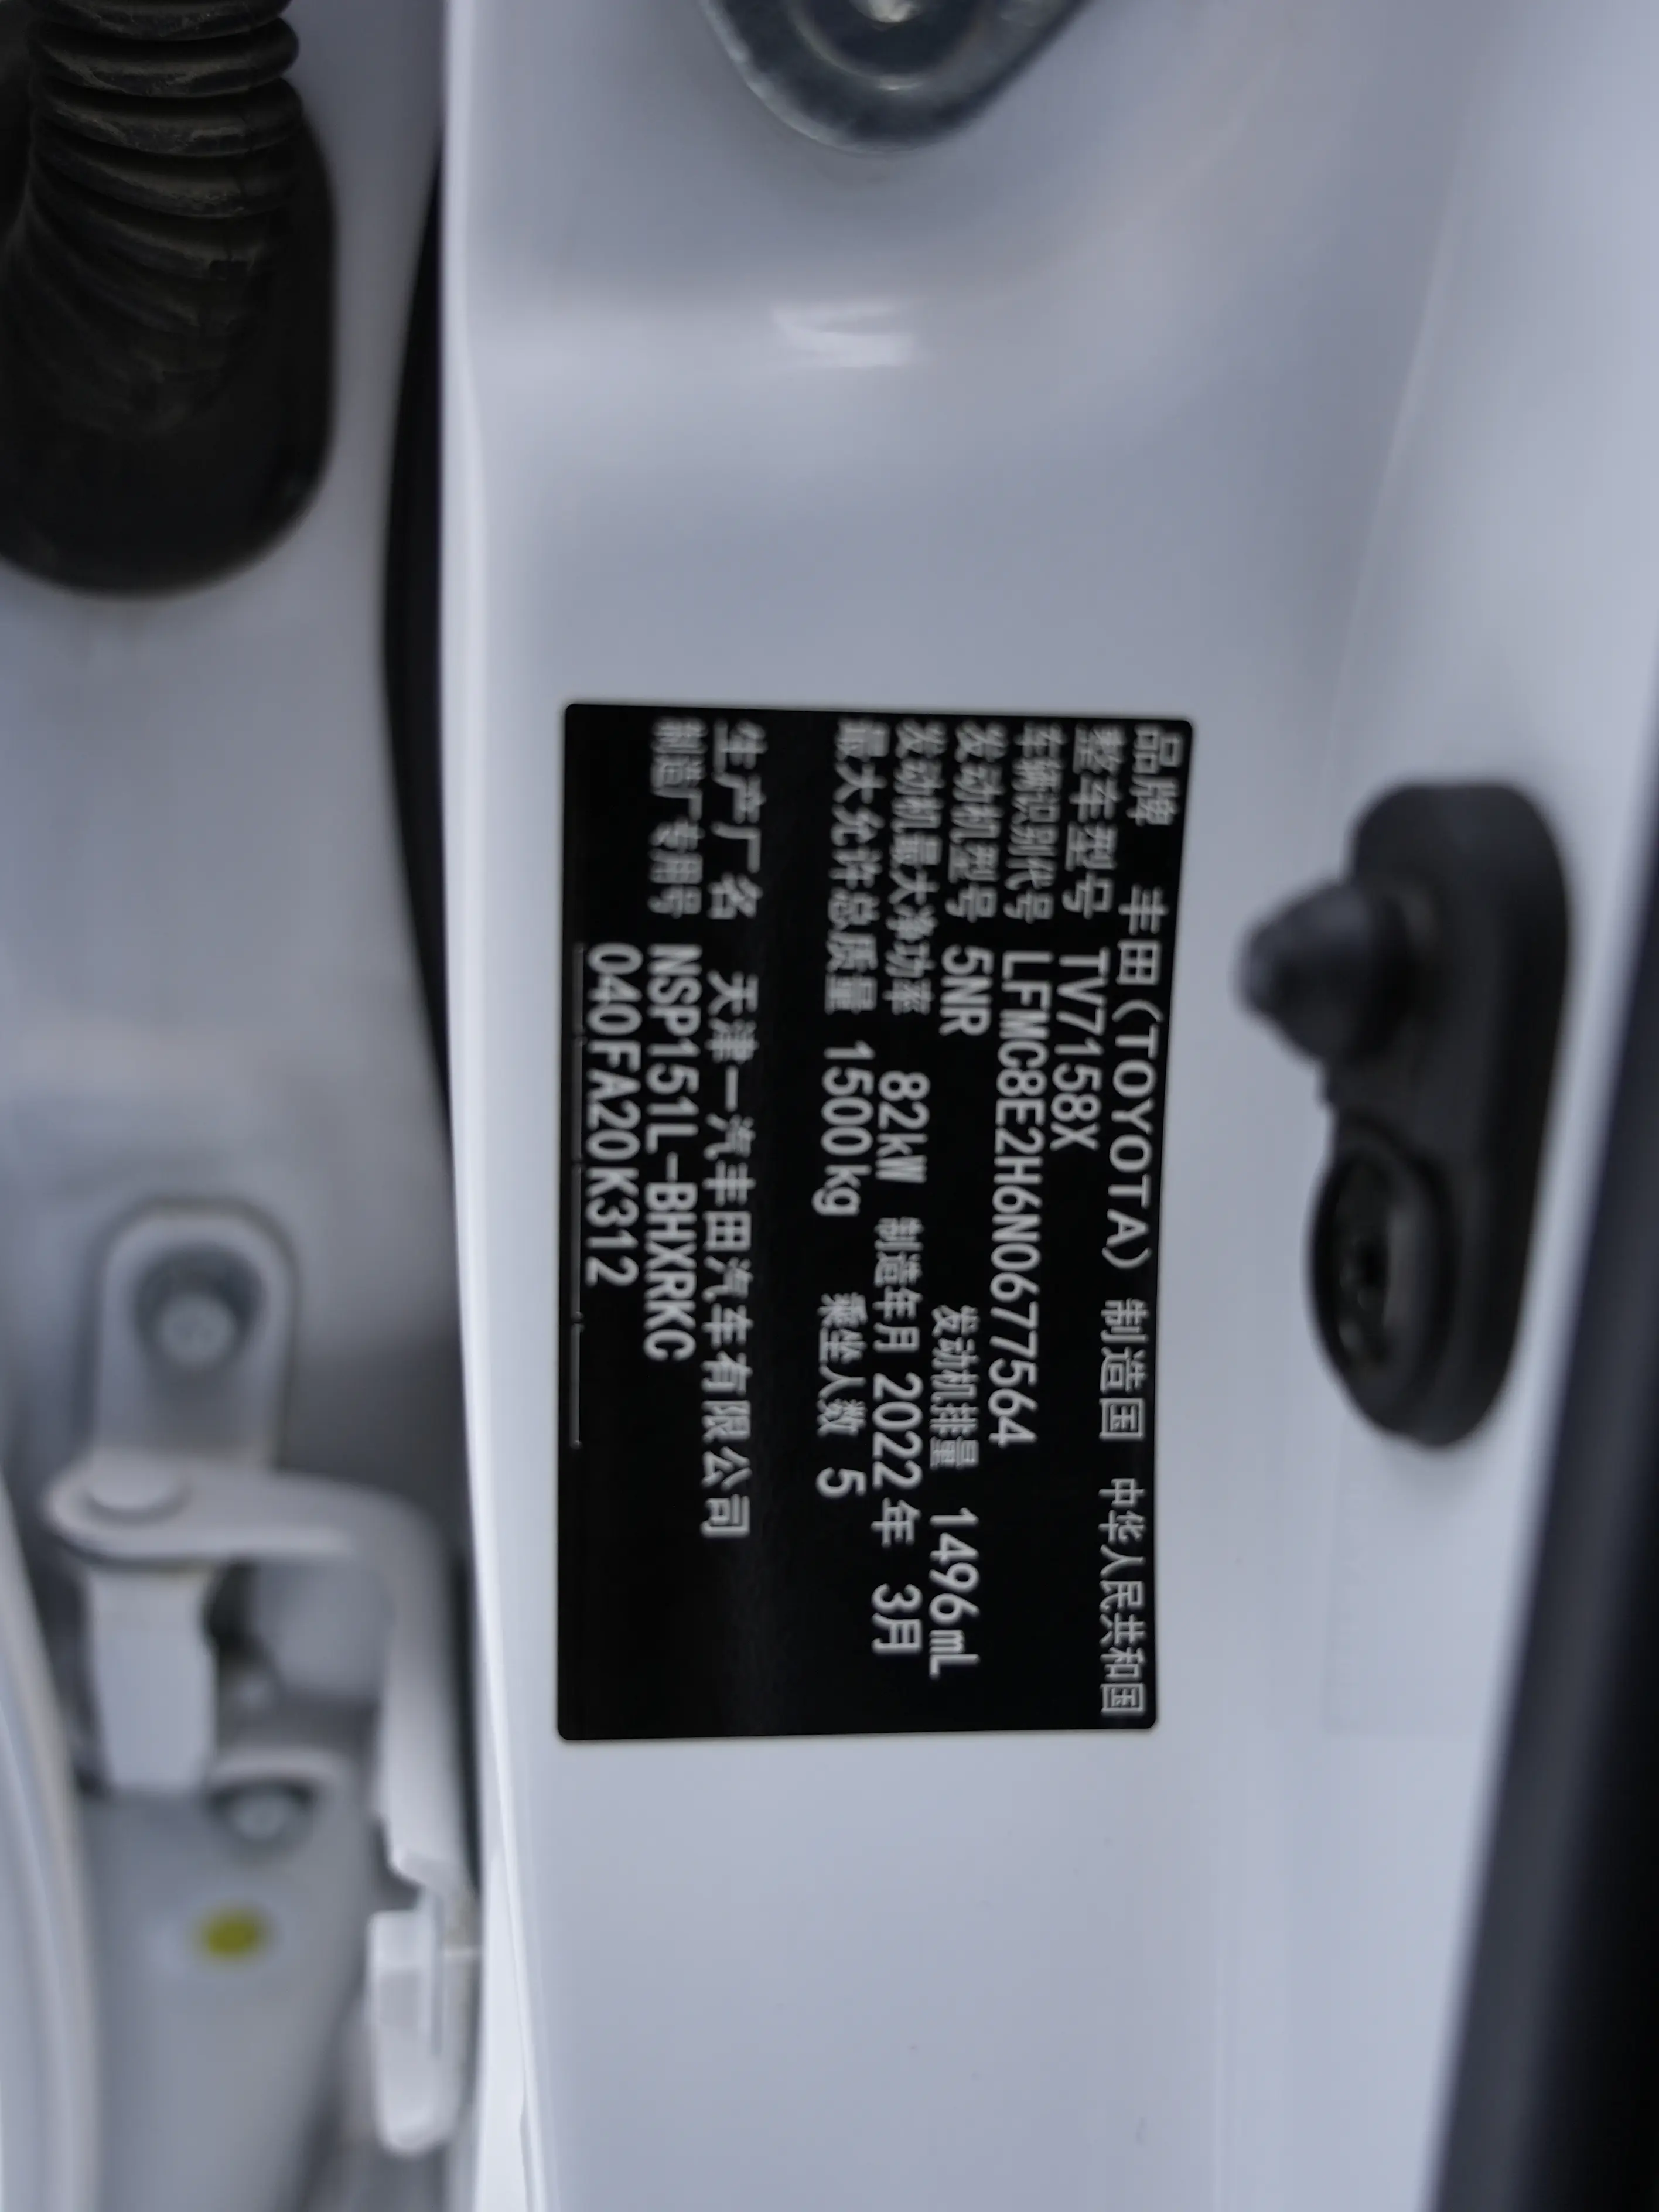 品牌 丰田(TOYOTA) 制造国 中华人民共和国
整车型号 TV7158X
车辆识别代号 LFMC8E2H6N0677564
发动机型号 5NR 发动机排量 1496mL
发动机最大净功率 82kW 制造年月 2022年 3月
最大允许总质量 1500kg 乘坐人数 5
生产厂名 天津一汽丰田汽车有限公司
制造厂专用号 NSP151L-BHXRKC
040FA20K312